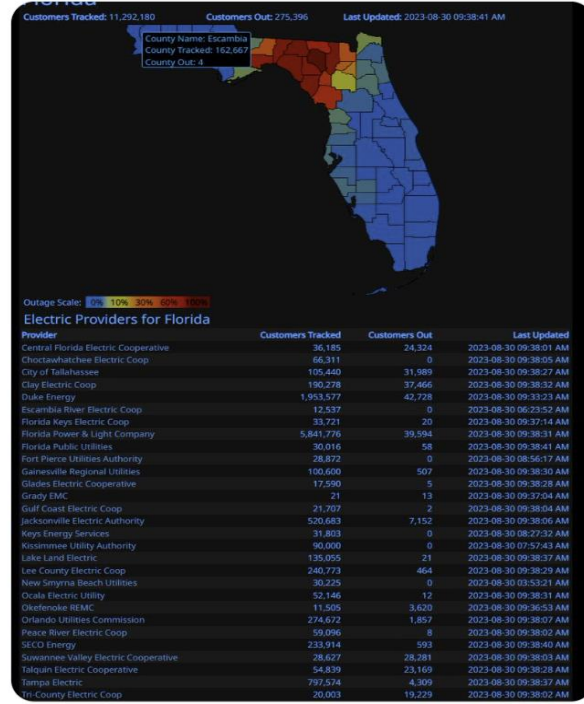 Florida
Customers Tracked: 11,292,180 Customers Out: 275,396 Last Updated: 2023-08-30 09:38:41 AM
County Name: Escambia
County Tracked: 162,667
County Out: 4
Outage Scale: 0% 10% 30% 60% 100%
Electric Providers for Florida
Provider Customers Tracked Customers Out Last Updated
Central Florida Electric Cooperative 36,185 24,324 2023-08-30 09:38:01 AM
Choctawhatchee Electric Coop 66,311 0 2023-08-30 09:38:05 AM
City of Tallahassee 105,440 31,989 2023-08-30 09:38:27 AM
Clay Electric Coop 190,278 37,466 2023-08-30 09:38:32 AM
Duke Energy 1,953,577 42,728 2023-08-30 09:33:23 AM
Escambia River Electric Coop 12,537 0 2023-08-30 06:23:52 AM
Florida Keys Electric Coop 33,721 20 2023-08-30 09:37:14 AM
Florida Power & Light Company 5,841,776 39,594 2023-08-30 09:38:31 AM
Florida Public Utilities 30,016 58 2023-08-30 09:38:41 AM
Fort Pierce Utilities Authority 28,872 0 2023-08-30 08:56:17 AM
Gainesville Regional Utilities 100,600 507 2023-08-30 09:38:30 AM
Glades Electric Cooperative 17,590 5 2023-08-30 09:38:28 AM
Grady EMC 21 13 2023-08-30 09:37:04 AM
Gulf Coast Electric Coop 21,707 2 2023-08-30 09:38:04 AM
Jacksonville Electric Authority 520,683 7,152 2023-08-30 09:38:06 AM
Keys Energy Services 31,803 0 2023-08-30 08:27:32 AM
Kissimmee Utility Authority 90,000 0 2023-08-30 07:57:43 AM
Lake Land Electric 135,055 21 2023-08-30 09:38:37 AM
Lee County Electric Coop 240,773 464 2023-08-30 09:38:29 AM
New Smyrna Beach Utilities 30,225 0 2023-08-30 03:53:21 AM
Ocala Electric Utility 52,146 12 2023-08-30 09:38:31 AM
Okefenoke REMC 11,505 3,620 2023-08-30 09:36:53 AM
Orlando Utilities Commission 274,672 1,857 2023-08-30 09:38:07 AM
Peace River Electric Coop 59,096 8 2023-08-30 09:38:02 AM
SECO Energy 233,914 593 2023-08-30 09:38:40 AM
Suwannee Valley Electric Cooperative 28,627 28,281 2023-08-30 09:38:03 AM
Talquin Electric Cooperative 54,839 23,169 2023-08-30 09:38:28 AM
Tampa Electric 797,574 4,309 2023-08-30 09:38:37 AM
Tri-County Electric Coop 20,003 19,229 2023-08-30 09:38:02 AM